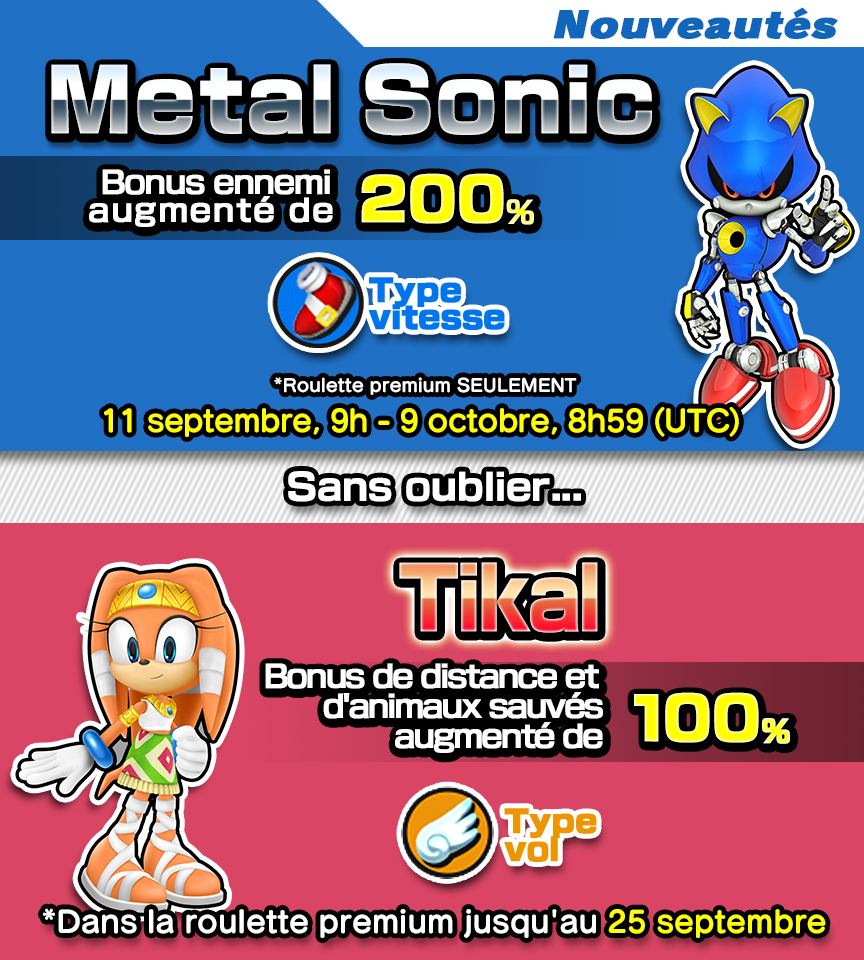 Nouveautés
Metal Sonic
Bonus ennemi
augmenté de
200%
Type
vitesse
*Roulette premium SEULEMENT
11 septembre, 9h - 9 octobre, 8h59 (UTC)
Sans oublier...
Tikal
Bonus de distance et
d'animaux sauvés
augmenté de
100%
Type
vol
*Dans la roulette premium jusqu'au 25 septembre